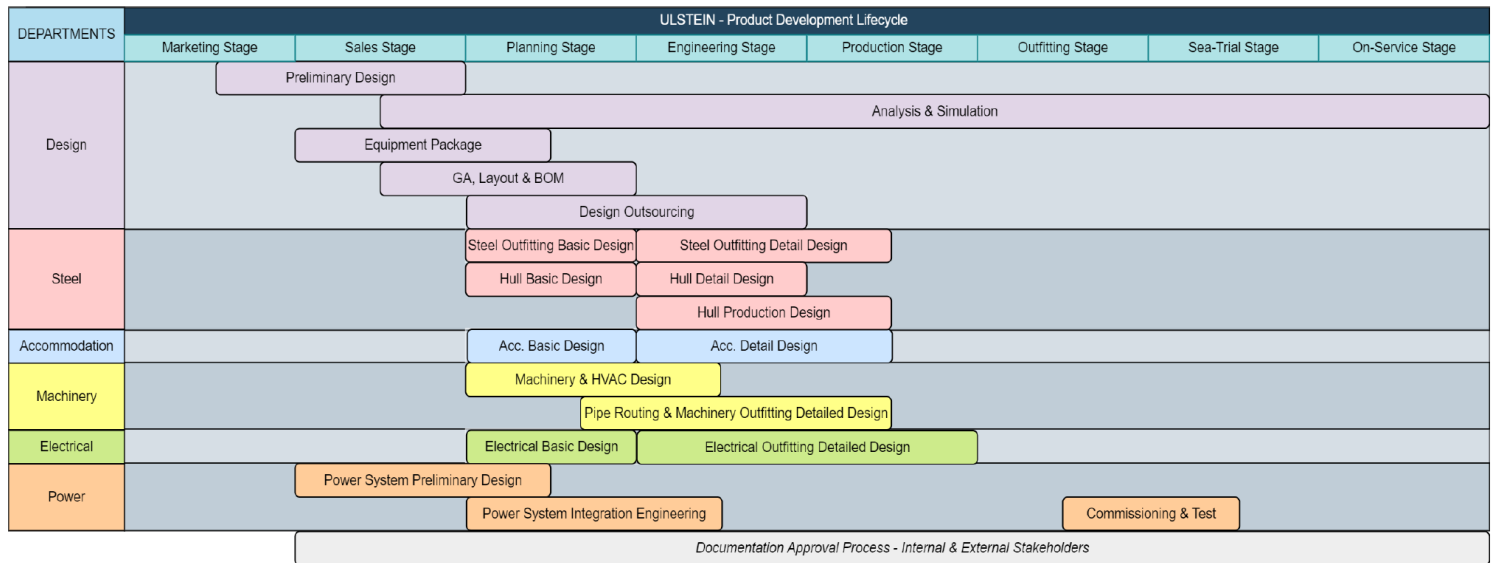 DEPARTMENTS
ULSTEIN - Product Development Lifecycle
Marketing Stage
Sales Stage
Planning Stage
Engineering Stage
Production Stage
Outfitting Stage
Sea-Trial Stage
On-Service Stage
Design
Preliminary Design
Analysis & Simulation
Equipment Package
GA, Layout & BOM
Design Outsourcing
Steel
Steel Outfitting Basic Design
Steel Outfitting Detail Design
Hull Basic Design
Hull Detail Design
Hull Production Design
Accommodation
Acc. Basic Design
Acc. Detail Design
Machinery
Machinery & HVAC Design
Pipe Routing & Machinery Outfitting Detailed Design
Electrical
Electrical Basic Design
Electrical Outfitting Detailed Design
Power
Power System Preliminary Design
Power System Integration Engineering
Commissioning & Test
Documentation Approval Process - Internal & External Stakeholders